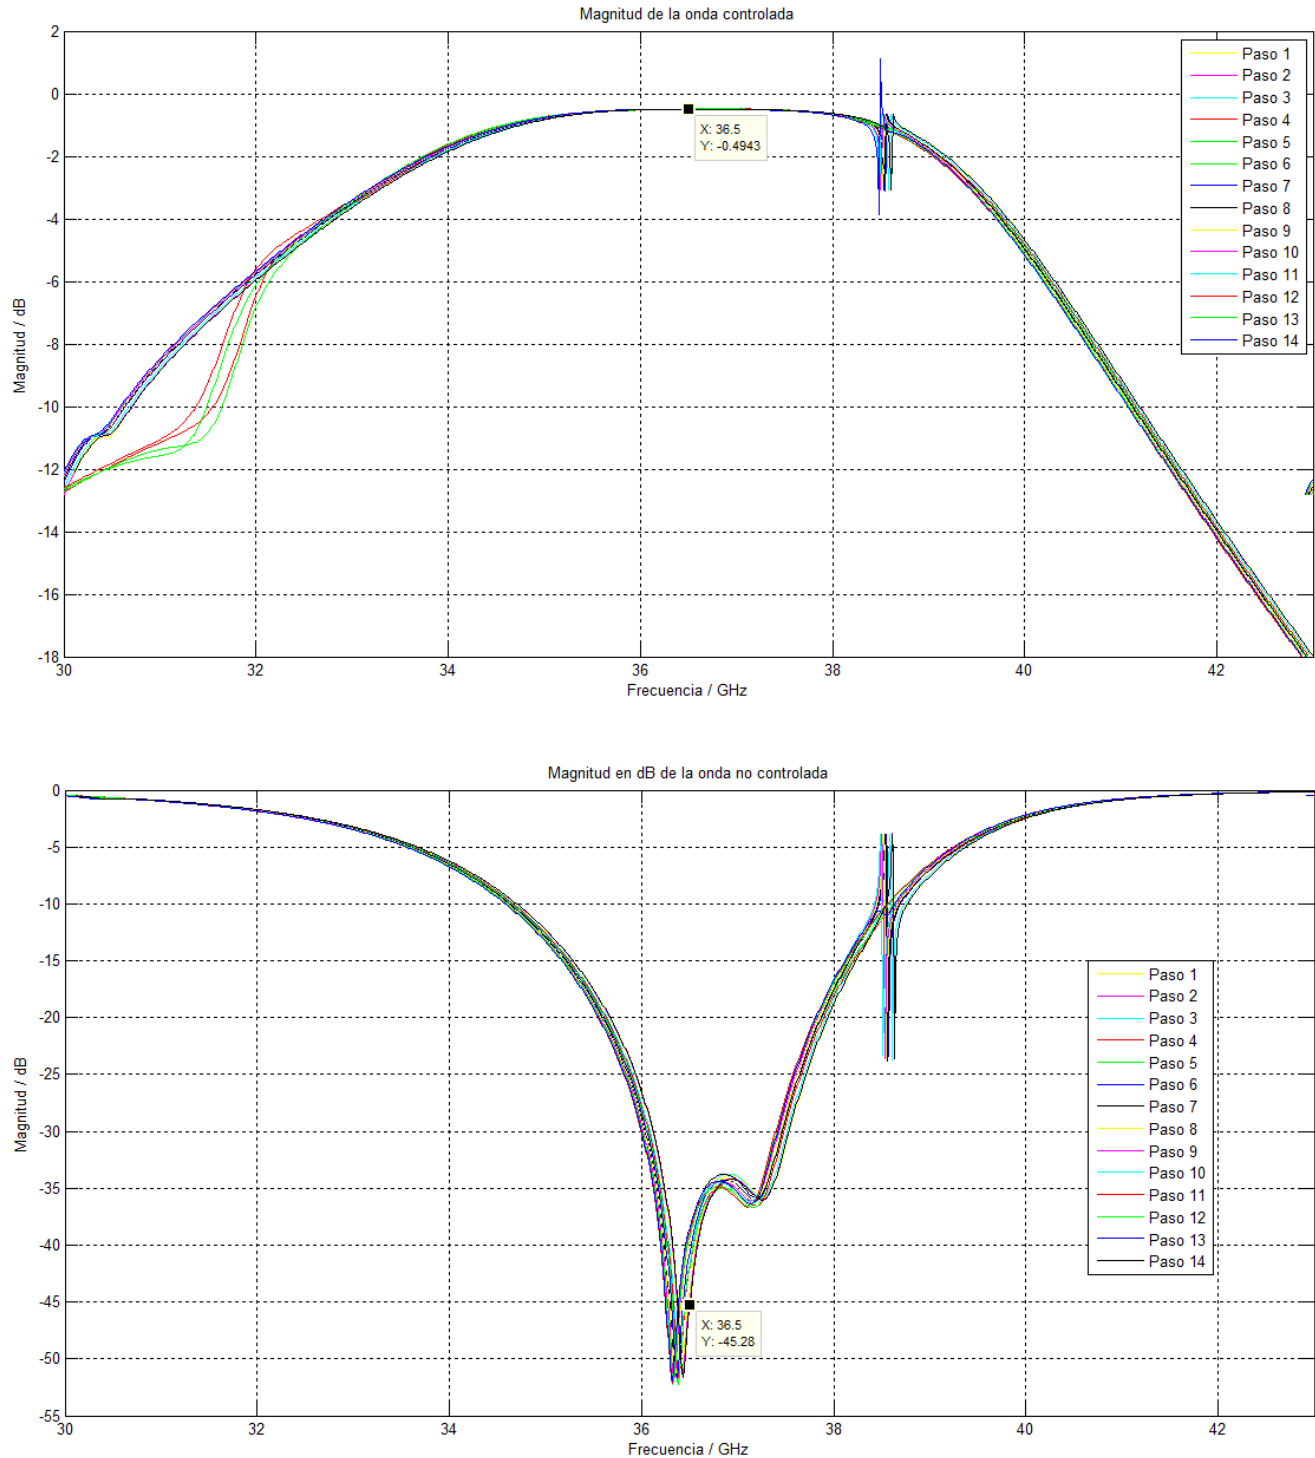 Magnitud de la onda controlada
2
0
-2
-4
-6
-8
-10
-12
-14
-16
-18
Magnitud / dB
X: 36.5
Y: -0.4943
Paso 1
Paso 2
Paso 3
Paso 4
Paso 5
Paso 6
Paso 7
Paso 8
Paso 9
Paso 10
Paso 11
Paso 12
Paso 13
Paso 14
30
32
34
36
38
40
42
Frecuencia / GHz
Magnitud en dB de la onda no controlada
0
-5
-10
-15
-20
-25
-30
-35
-40
-45
-50
-55
Magnitud / dB
X: 36.5
Y: -45.28
Paso 1
Paso 2
Paso 3
Paso 4
Paso 5
Paso 6
Paso 7
Paso 8
Paso 9
Paso 10
Paso 11
Paso 12
Paso 13
Paso 14
30
32
34
36
38
40
42
Frecuencia / GHz